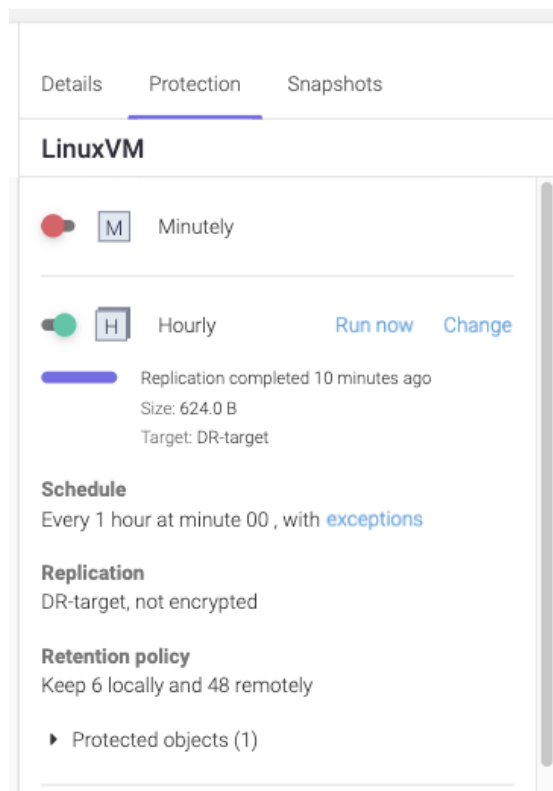 Details Protection Snapshots
LinuxVM
M Minutely
H Hourly Run now Change
Replication completed 10 minutes ago
Size: 624.0 B
Target: DR-target
Schedule
Every 1 hour at minute 00 , with exceptions
Replication
DR-target, not encrypted
Retention policy
Keep 6 locally and 48 remotely
Protected objects (1)